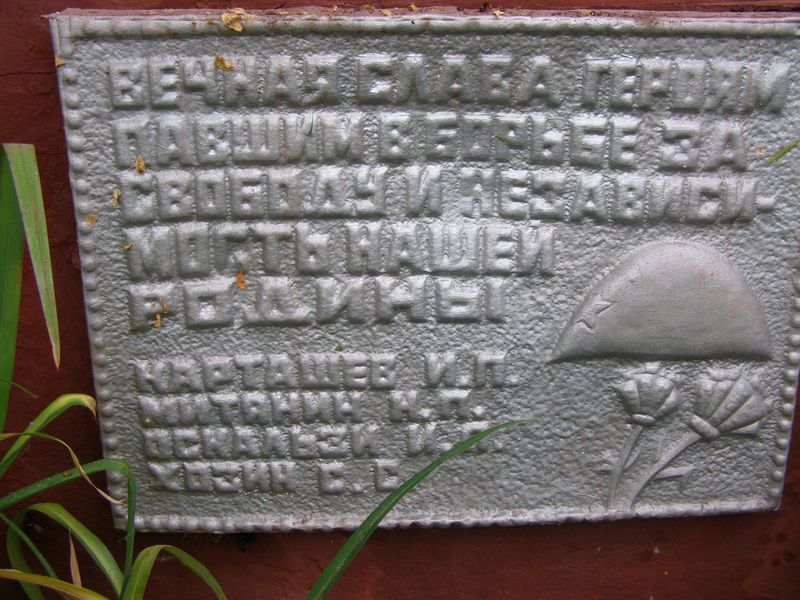 ВЕЧНАЯ СЛАВА ГЕРОЯМ
ПАВШИМ В БОРЬБЕ ЗА
СВОБОДУ И НЕЗАВИСИ-
МОСТЬ НАШЕЙ
РОДИНЫ
КАРТАШЕВ И.П.
МИТЯНИН Н.П.
И.П.
ХОЗИН С.С.